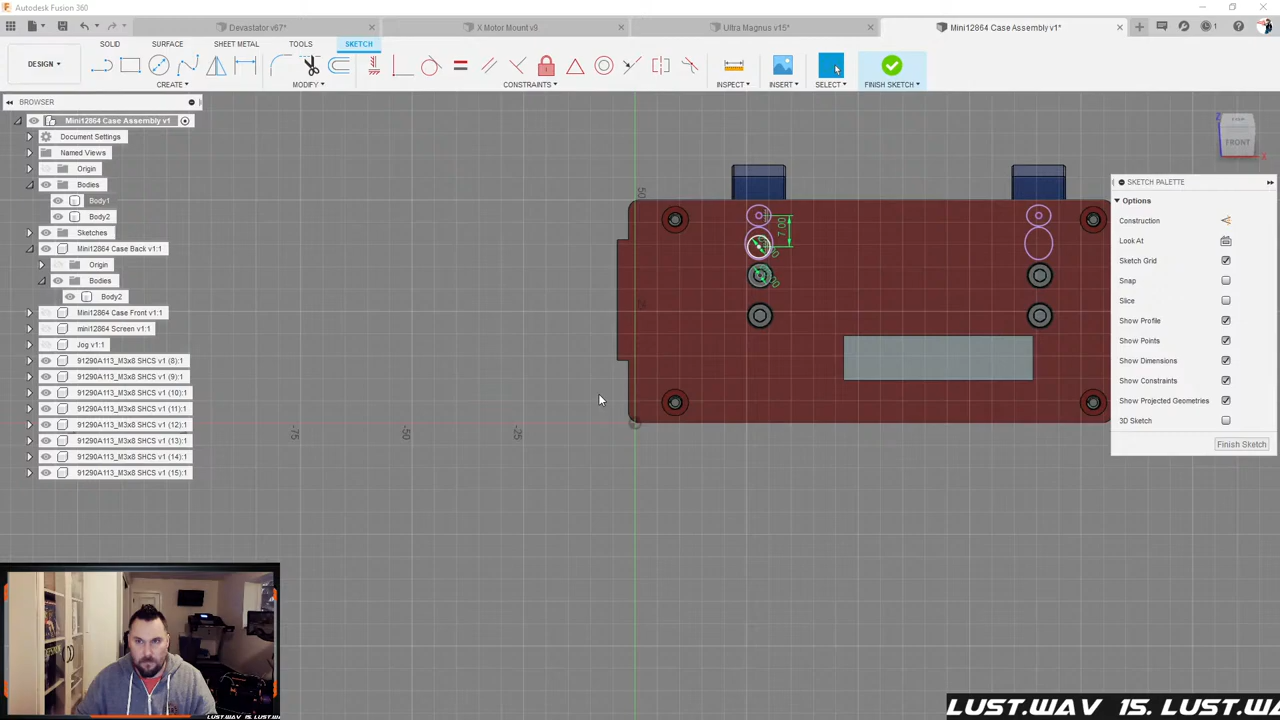 Autodesk Fusion 360
Devastator v67*
X Motor Mount v9
Ultra Magnus v15*
Mini12864 Case Assembly v1*
1
DESIGN
SOLID
SURFACE
SHEET METAL
TOOLS
SKETCH
CREATE
MODIFY
CONSTRAINTS
INSPECT
INSERT
SELECT
FINISH SKETCH
BROWSER
Mini12864 Case Assembly v1
Document Settings
Named Views
Origin
Bodies
Body1
Body2
Sketches
Mini12864 Case Back v1:1
Origin
Bodies
Body2
Mini12864 Case Front v1:1
mini12864 Screen v1:1
Jog v1:1
91290A113_M3x8 SHCS v1 (8):1
91290A113_M3x8 SHCS v1 (9):1
91290A113_M3x8 SHCS v1 (10):1
91290A113_M3x8 SHCS v1 (11):1
91290A113_M3x8 SHCS v1 (12):1
91290A113_M3x8 SHCS v1 (13):1
91290A113_M3x8 SHCS v1 (14):1
91290A113_M3x8 SHCS v1 (15):1
50
7.00
-75
-50
-25
FRONT
Z
X
SKETCH PALETTE
Options
Construction
Look At
Sketch Grid
Snap
Slice
Show Profile
Show Points
Show Dimensions
Show Constraints
Show Projected Geometries
3D Sketch
Finish Sketch
LUST.WAV 15. LUST.WA